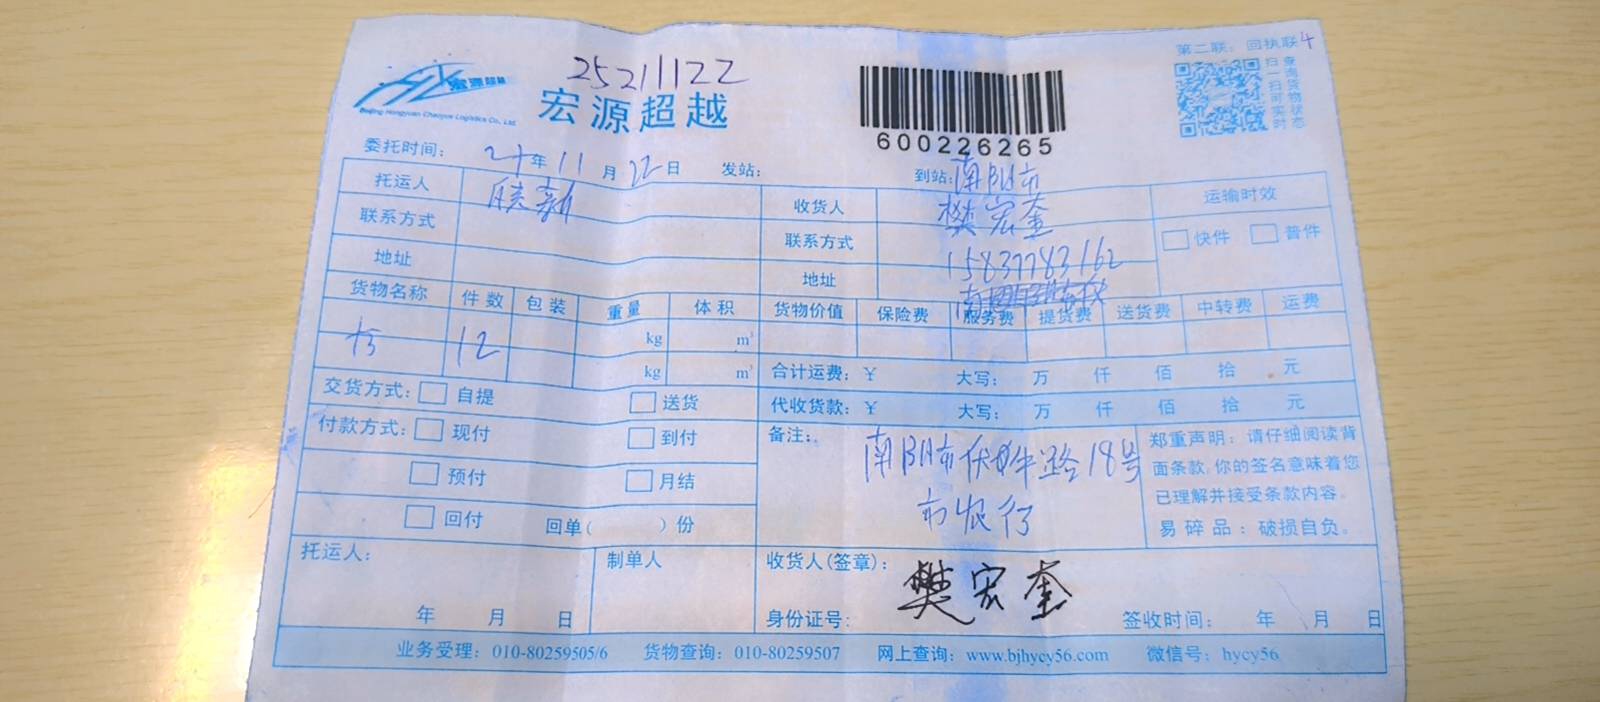 第二联：回执联 4
25211122
宏源超越
Beijing Hongyuan Chaoyue Logistics Co., Ltd.
宏源超越
600226265
扫一扫可实时
查询货物状态
委托时间： 年 11 月 22 日 发站： 到站: 南阳市
托运人 收货人 樊宏奎 运输时效
联系方式 联系方式 15837783162 快件 普件
地址 地址
货物名称 件数 包装 重量 体积 货物价值 保险费 服务费 提货费 送货费 中转费 运费
12 kg m³
kg m³ 合计运费：¥ 大写： 万 仟 佰 拾 元
交货方式： 自提 送货 代收货款：¥ 大写： 万 仟 佰 拾 元
付款方式： 现付 到付
预付 月结
回付 回单（ ）份
备注：
南阳市伏牛路18号
市农行
郑重声明：请仔细阅读背
面条款，你的签名意味着您
已理解并接受条款内容。
易碎品：破损自负。
托运人： 制单人 收货人(签章)： 樊宏奎
年 月 日 身份证号: 签收时间： 年 月 日
业务受理：010-80259505/6 货物查询：010-80259507 网上查询：www.bjhycy56.com 微信号：hycy56